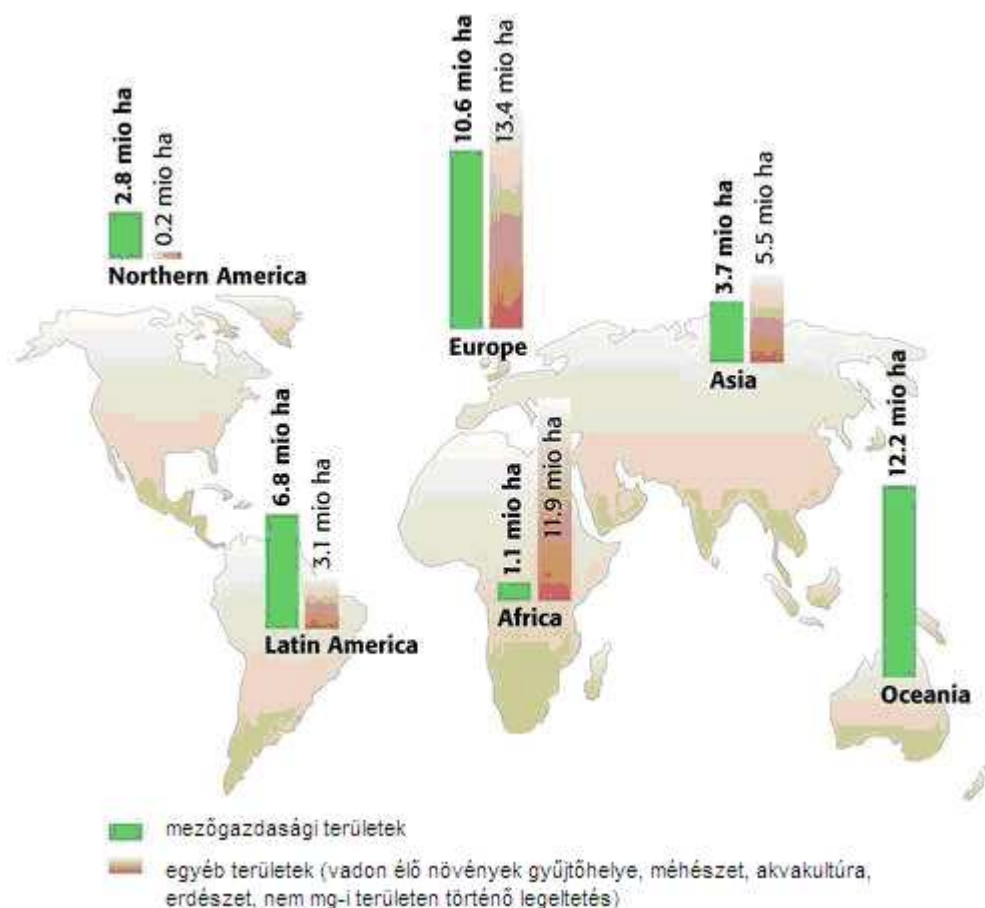 2.8 mio ha
0.2 mio ha
Northern America
10.6 mio ha
13.4 mio ha
Europe
3.7 mio ha
5.5 mio ha
Asia
6.8 mio ha
3.1 mio ha
Latin America
1.1 mio ha
11.9 mio ha
Africa
12.2 mio ha
Oceania
mezőgazdasági területek
egyéb területek (vadon élő növények gyűjtőhelye, méhészet, akvakultúra,
erdészet, nem mg-i területen történő legeltetés)